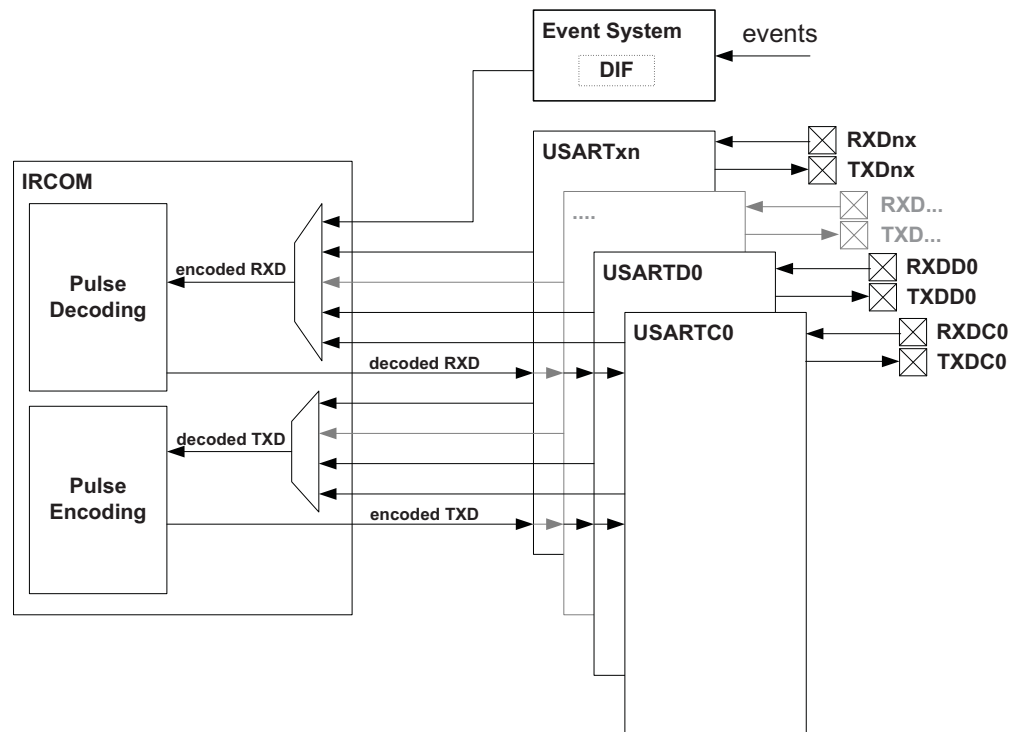 Event System
events
DIF
USARTxn
RXDnx
TXDnx
IRCOM
....
RXD...
TXD...
encoded RXD
Pulse
Decoding
USARTD0
RXDD0
TXDD0
USARTC0
RXDC0
TXDC0
decoded RXD
decoded TXD
Pulse
Encoding
encoded TXD